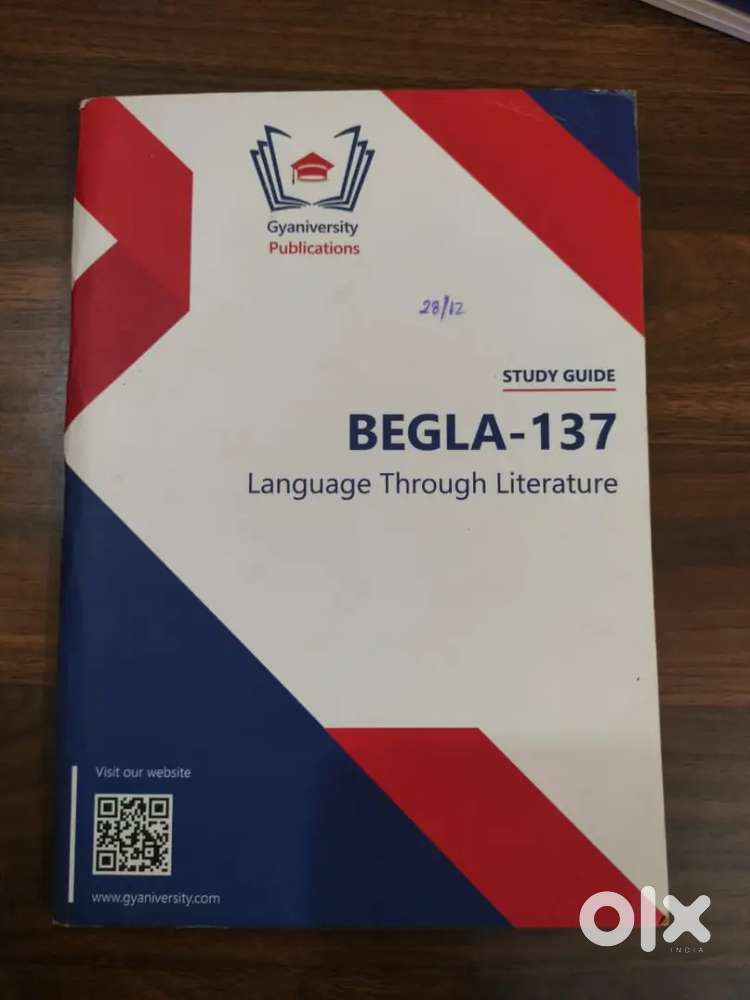 Gyaniversity
Publications
28/12
STUDY GUIDE
BEGLA-137
Language Through Literature
Visit our website
www.gyaniversity.com
olx
INDIA